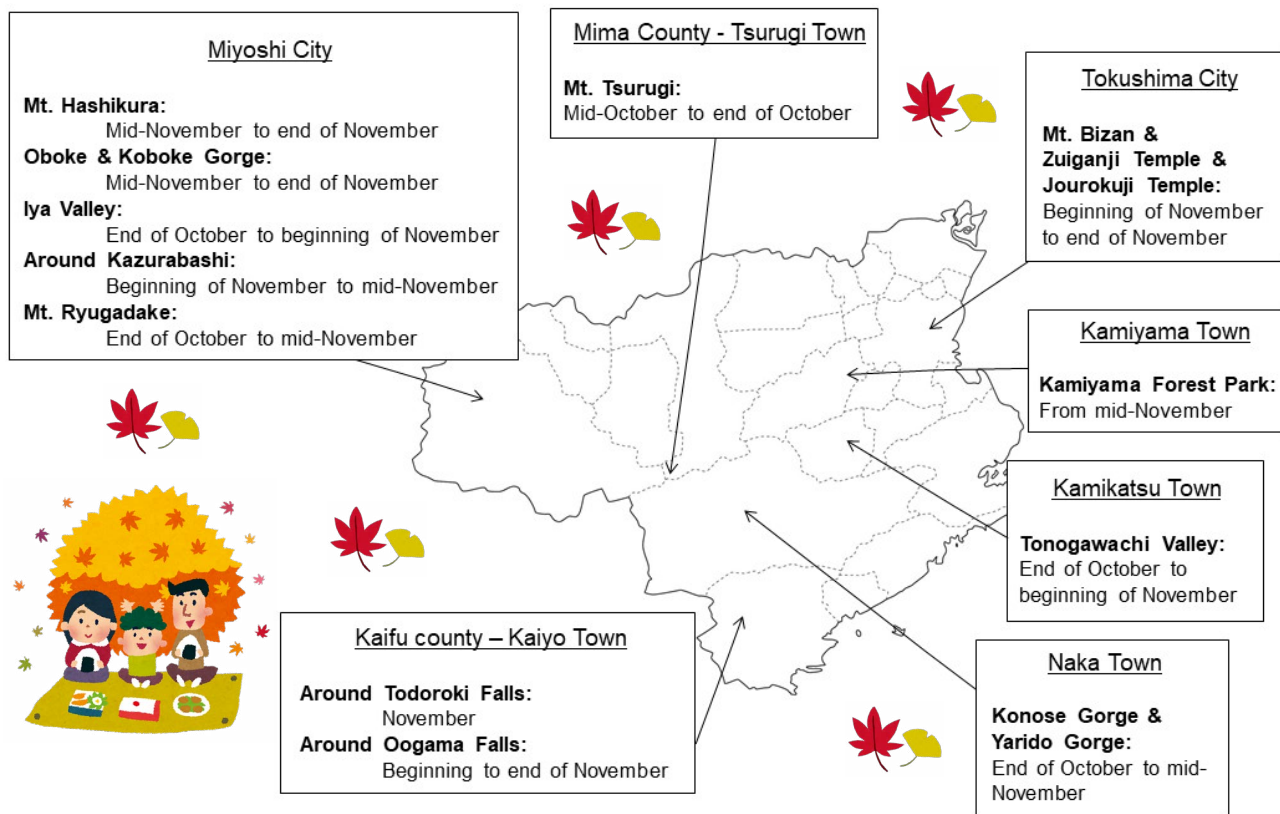 Miyoshi City
Mt. Hashikura:
Mid-November to end of November
Oboke & Koboke Gorge:
Mid-November to end of November
Iya Valley:
End of October to beginning of November
Around Kazurabashi:
Beginning of November to mid-November
Mt. Ryugadake:
End of October to mid-November
Mima County - Tsurugi Town
Mt. Tsurugi:
Mid-October to end of October
Tokushima City
Mt. Bizan &
Zuiganji Temple &
Jourokuji Temple:
Beginning of November
to end of November
Kamiyama Town
Kamiyama Forest Park:
From mid-November
Kamikatsu Town
Tonogawachi Valley:
End of October to
beginning of November
Kaifu county – Kaiyo Town
Around Todoroki Falls:
November
Around Oogama Falls:
Beginning to end of November
Naka Town
Konose Gorge &
Yarido Gorge:
End of October to mid-
November